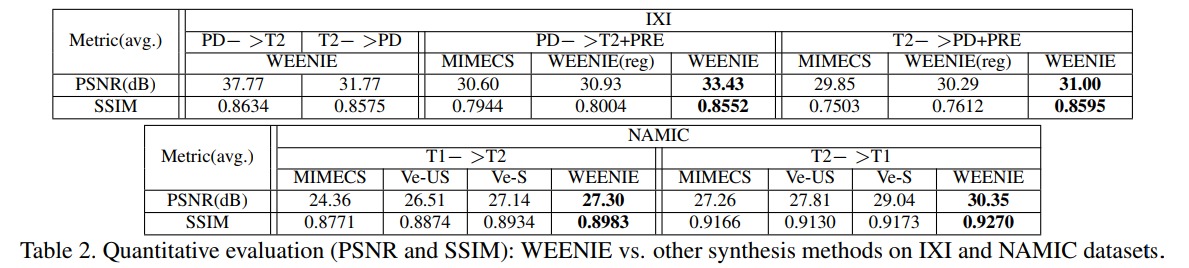 IXI
Metric(avg.) PD− >T2 T2− >PD PD− >T2+PRE T2− >PD+PRE
WEENIE MIMECS WEENIE(reg) WEENIE MIMECS WEENIE(reg) WEENIE
PSNR(dB) 37.77 31.77 30.60 30.93 33.43 29.85 30.29 31.00
SSIM 0.8634 0.8575 0.7944 0.8004 0.8552 0.7503 0.7612 0.8595
NAMIC
Metric(avg.) T1− >T2 T2− >T1
MIMECS Ve-US Ve-S WEENIE MIMECS Ve-US Ve-S WEENIE
PSNR(dB) 24.36 26.51 27.14 27.30 27.26 27.81 29.04 30.35
SSIM 0.8771 0.8874 0.8934 0.8983 0.9166 0.9130 0.9173 0.9270
Table 2. Quantitative evaluation (PSNR and SSIM): WEENIE vs. other synthesis methods on IXI and NAMIC datasets.